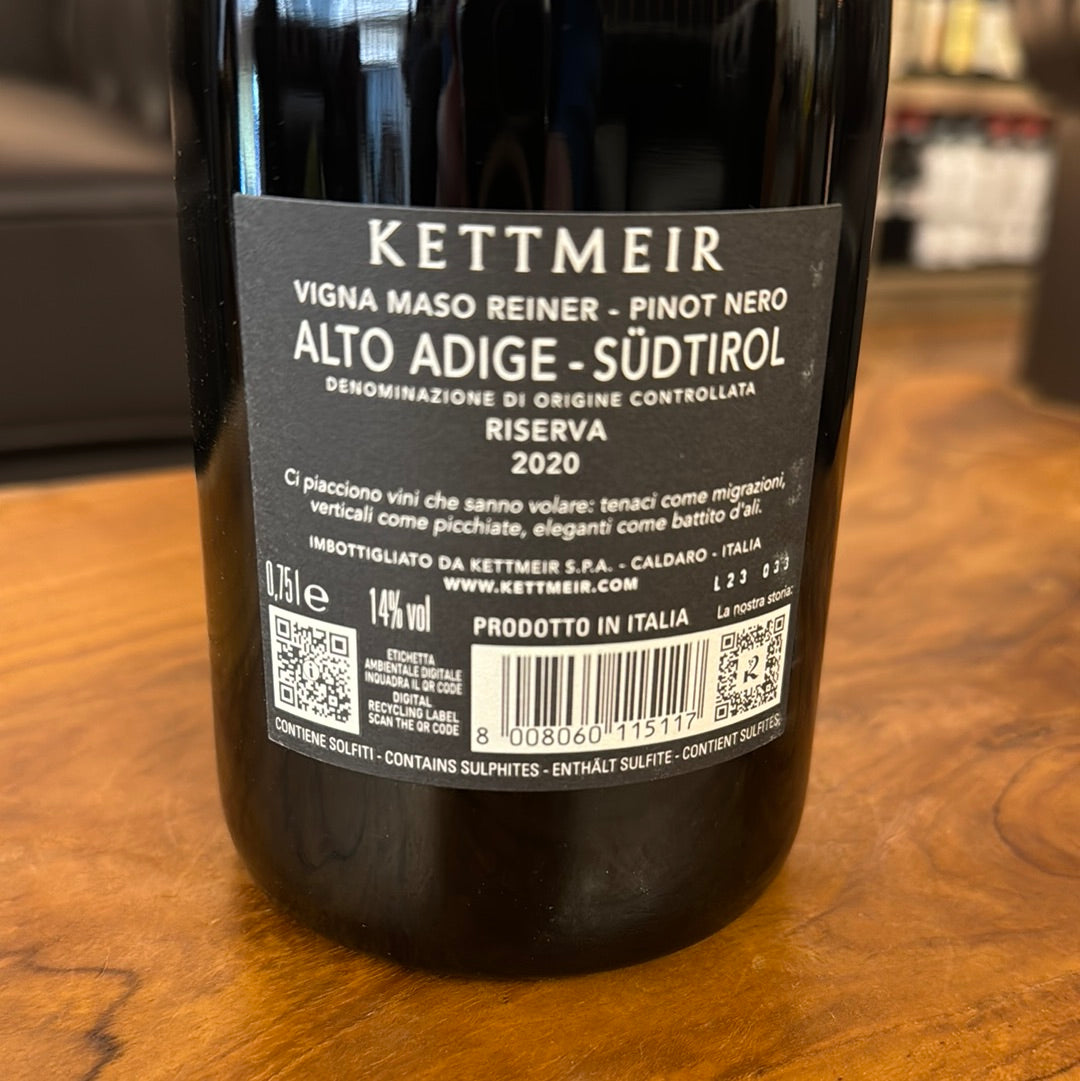 KETTMEIR
VIGNA MASO REINER - PINOT NERO
ALTO ADIGE - SÜDTIROL
DENOMINAZIONE DI ORIGINE CONTROLLATA
RISERVA
2020
Ci piacciono vini che sanno volare: tenaci come migrazioni,
verticali come picchiate, eleganti come battito d'ali.
IMBOTTIGLIATO DA KETTMEIR S.P.A. - CALDARO - ITALIA
WWW.KETTMEIR.COM
L23 033
0,75l e
14% vol
PRODOTTO IN ITALIA
La nostra storia:
ETICHETTA
AMBIENTALE DIGITALE
INQUADRA IL QR CODE
DIGITAL
RECYCLING LABEL
SCAN THE QR CODE
8 008060 115117
CONTIENE SOLFITI - CONTAINS SULPHITES - ENTHÄLT SULFITE - CONTIENT SULFITES